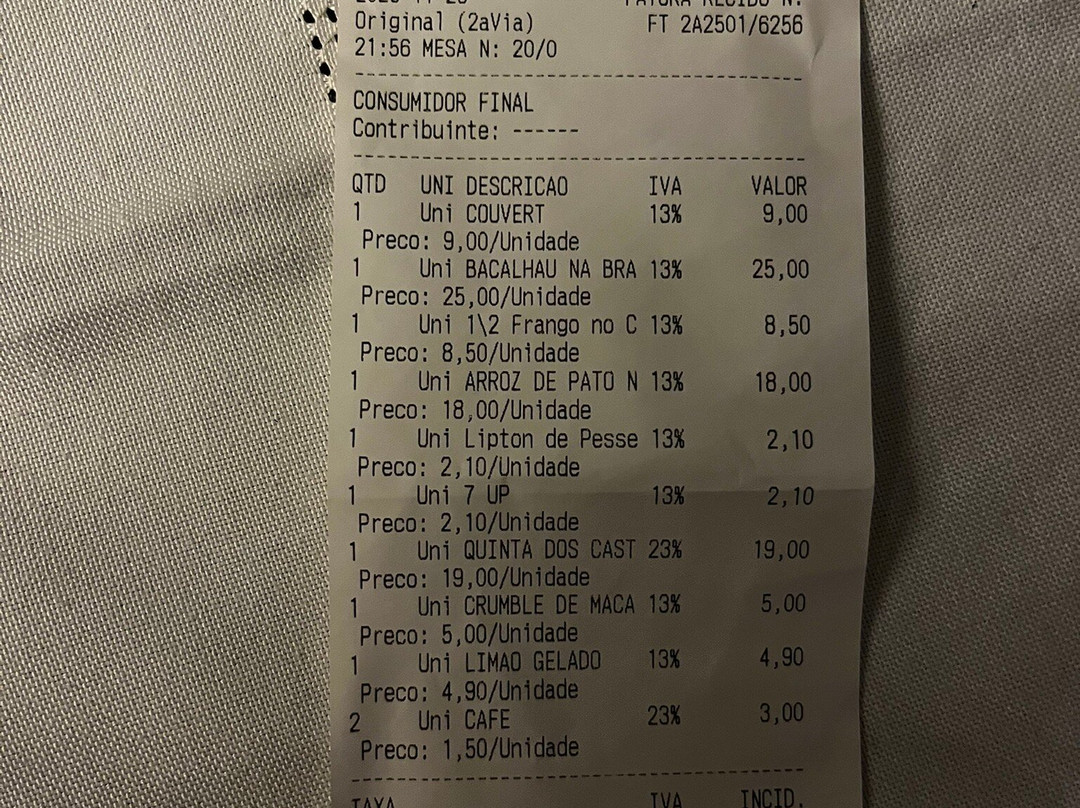 Original (2aVia) FT 2A2501/6256
21:56 MESA N: 20/0
CONSUMIDOR FINAL
Contribuinte: ------
QTD UNI DESCRICAO IVA VALOR
1 Uni COUVERT 13% 9,00
Preco: 9,00/Unidade
1 Uni BACALHAU NA BRA 13% 25,00
Preco: 25,00/Unidade
1 Uni 1\2 Frango no C 13% 8,50
Preco: 8,50/Unidade
1 Uni ARROZ DE PATO N 13% 18,00
Preco: 18,00/Unidade
1 Uni Lipton de Pesse 13% 2,10
Preco: 2,10/Unidade
1 Uni 7 UP 13% 2,10
Preco: 2,10/Unidade
1 Uni QUINTA DOS CAST 23% 19,00
Preco: 19,00/Unidade
1 Uni CRUMBLE DE MACA 13% 5,00
Preco: 5,00/Unidade
1 Uni LIMAO GELADO 13% 4,90
Preco: 4,90/Unidade
2 Uni CAFE 23% 3,00
Preco: 1,50/Unidade
TAXA IVA INCID.